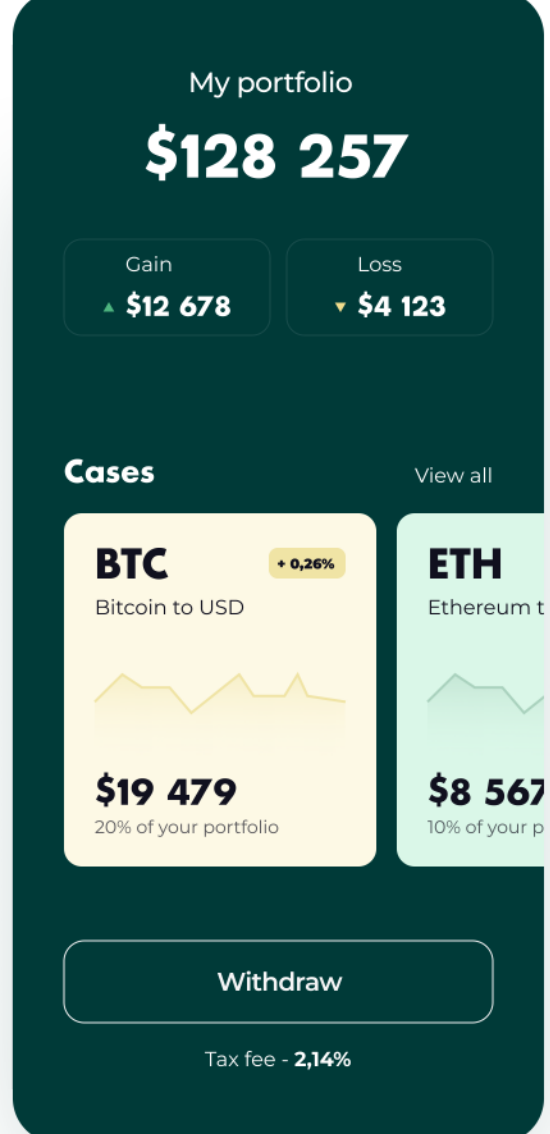 My portfolio
$128 257
Gain
▲ $12 678
Loss
▼ $4 123
Cases
View all
BTC
+ 0,26%
Bitcoin to USD
$19 479
20% of your portfolio
ETH
Ethereum t
$8 567
10% of your p
Withdraw
Tax fee - 2,14%